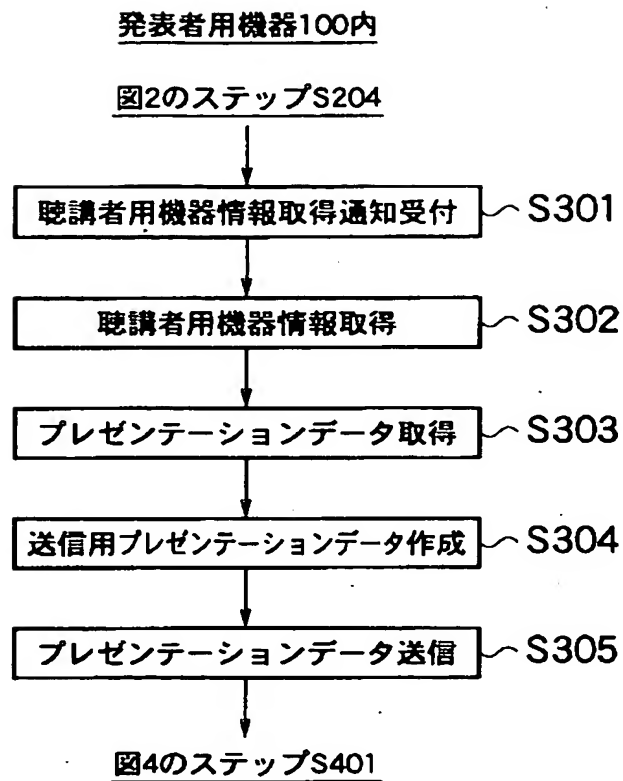 発表者用機器100内
図2のステップS204
聴講者用機器情報取得通知受付 S301
聴講者用機器情報取得 S302
プレゼンテーションデータ取得 S303
送信用プレゼンテーションデータ作成 S304
プレゼンテーションデータ送信 S305
図4のステップS401